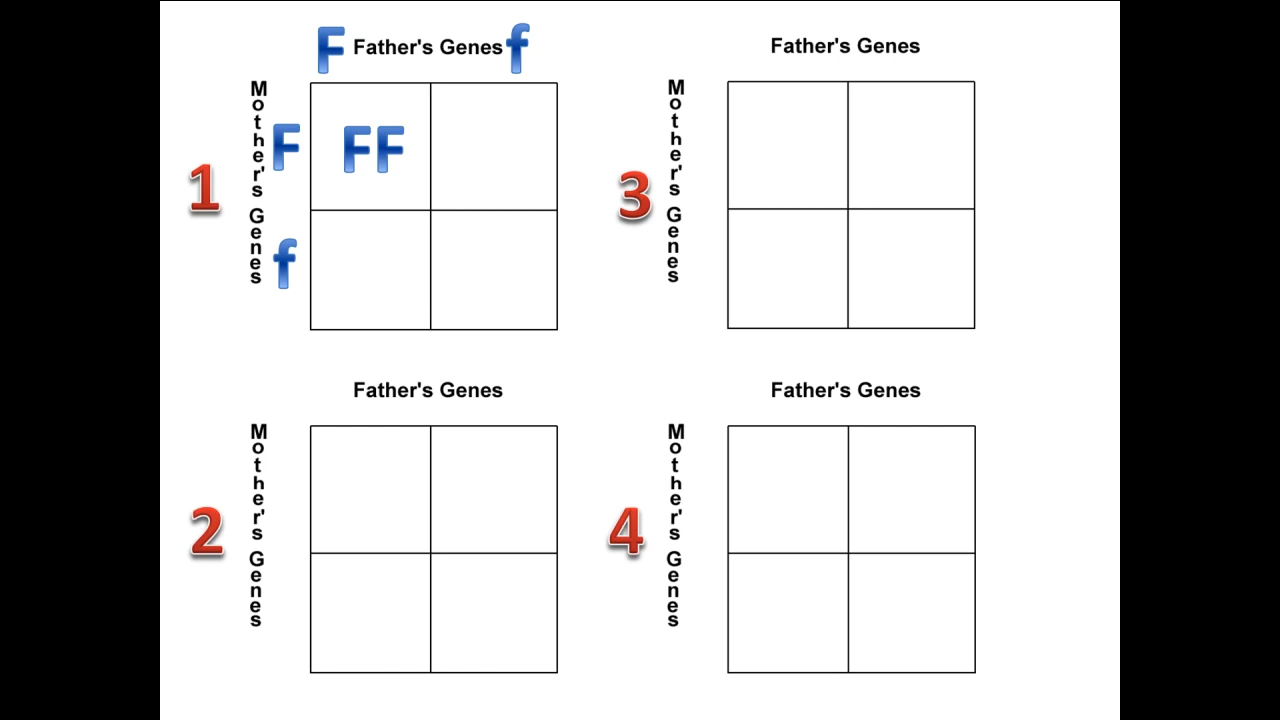 F Father's Genes f
Mother's Genes
1
F
FF
f
Father's Genes
Mother's Genes
3
Father's Genes
Mother's Genes
2
Father's Genes
Mother's Genes
4